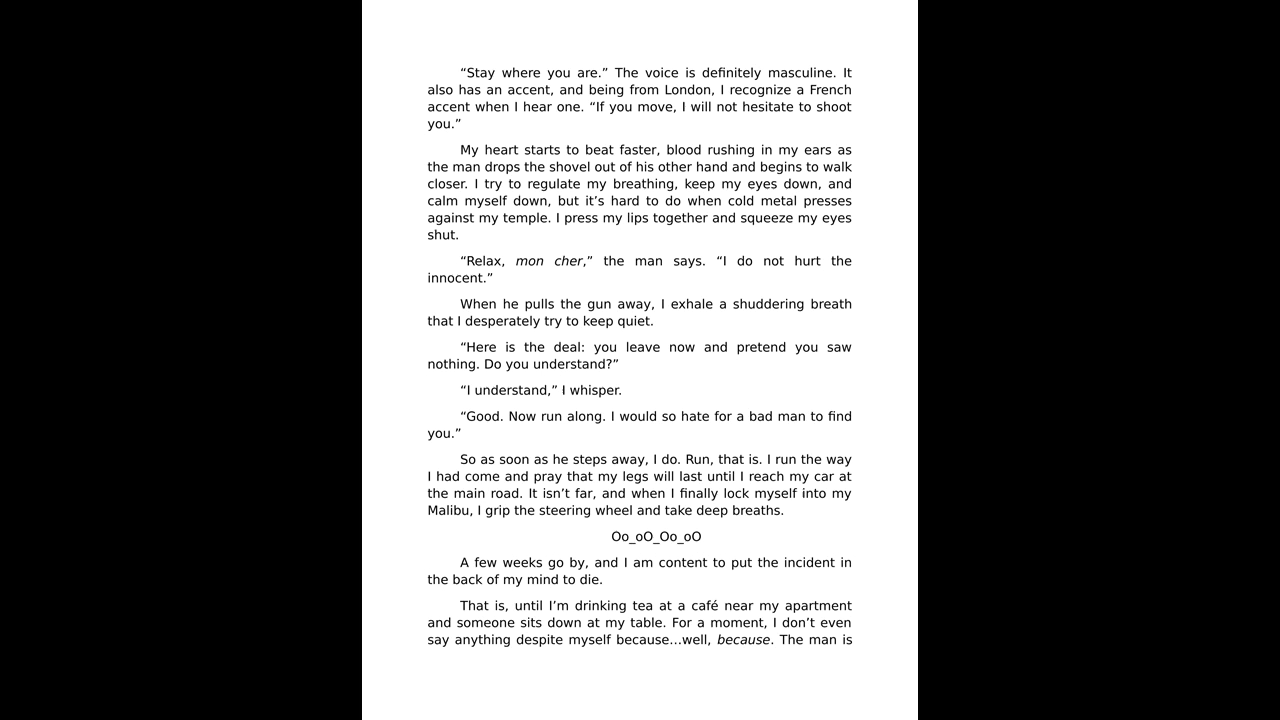 “Stay where you are.” The voice is definitely masculine. It
also has an accent, and being from London, I recognize a French
accent when I hear one. “If you move, I will not hesitate to shoot
you.”
My heart starts to beat faster, blood rushing in my ears as
the man drops the shovel out of his other hand and begins to walk
closer. I try to regulate my breathing, keep my eyes down, and
calm myself down, but it’s hard to do when cold metal presses
against my temple. I press my lips together and squeeze my eyes
shut.
“Relax, mon cher,” the man says. “I do not hurt the
innocent.”
When he pulls the gun away, I exhale a shuddering breath
that I desperately try to keep quiet.
“Here is the deal: you leave now and pretend you saw
nothing. Do you understand?”
“I understand,” I whisper.
“Good. Now run along. I would so hate for a bad man to find
you.”
So as soon as he steps away, I do. Run, that is. I run the way
I had come and pray that my legs will last until I reach my car at
the main road. It isn’t far, and when I finally lock myself into my
Malibu, I grip the steering wheel and take deep breaths.
Oo_oO_Oo_oO
A few weeks go by, and I am content to put the incident in
the back of my mind to die.
That is, until I’m drinking tea at a café near my apartment
and someone sits down at my table. For a moment, I don’t even
say anything despite myself because…well, because. The man is